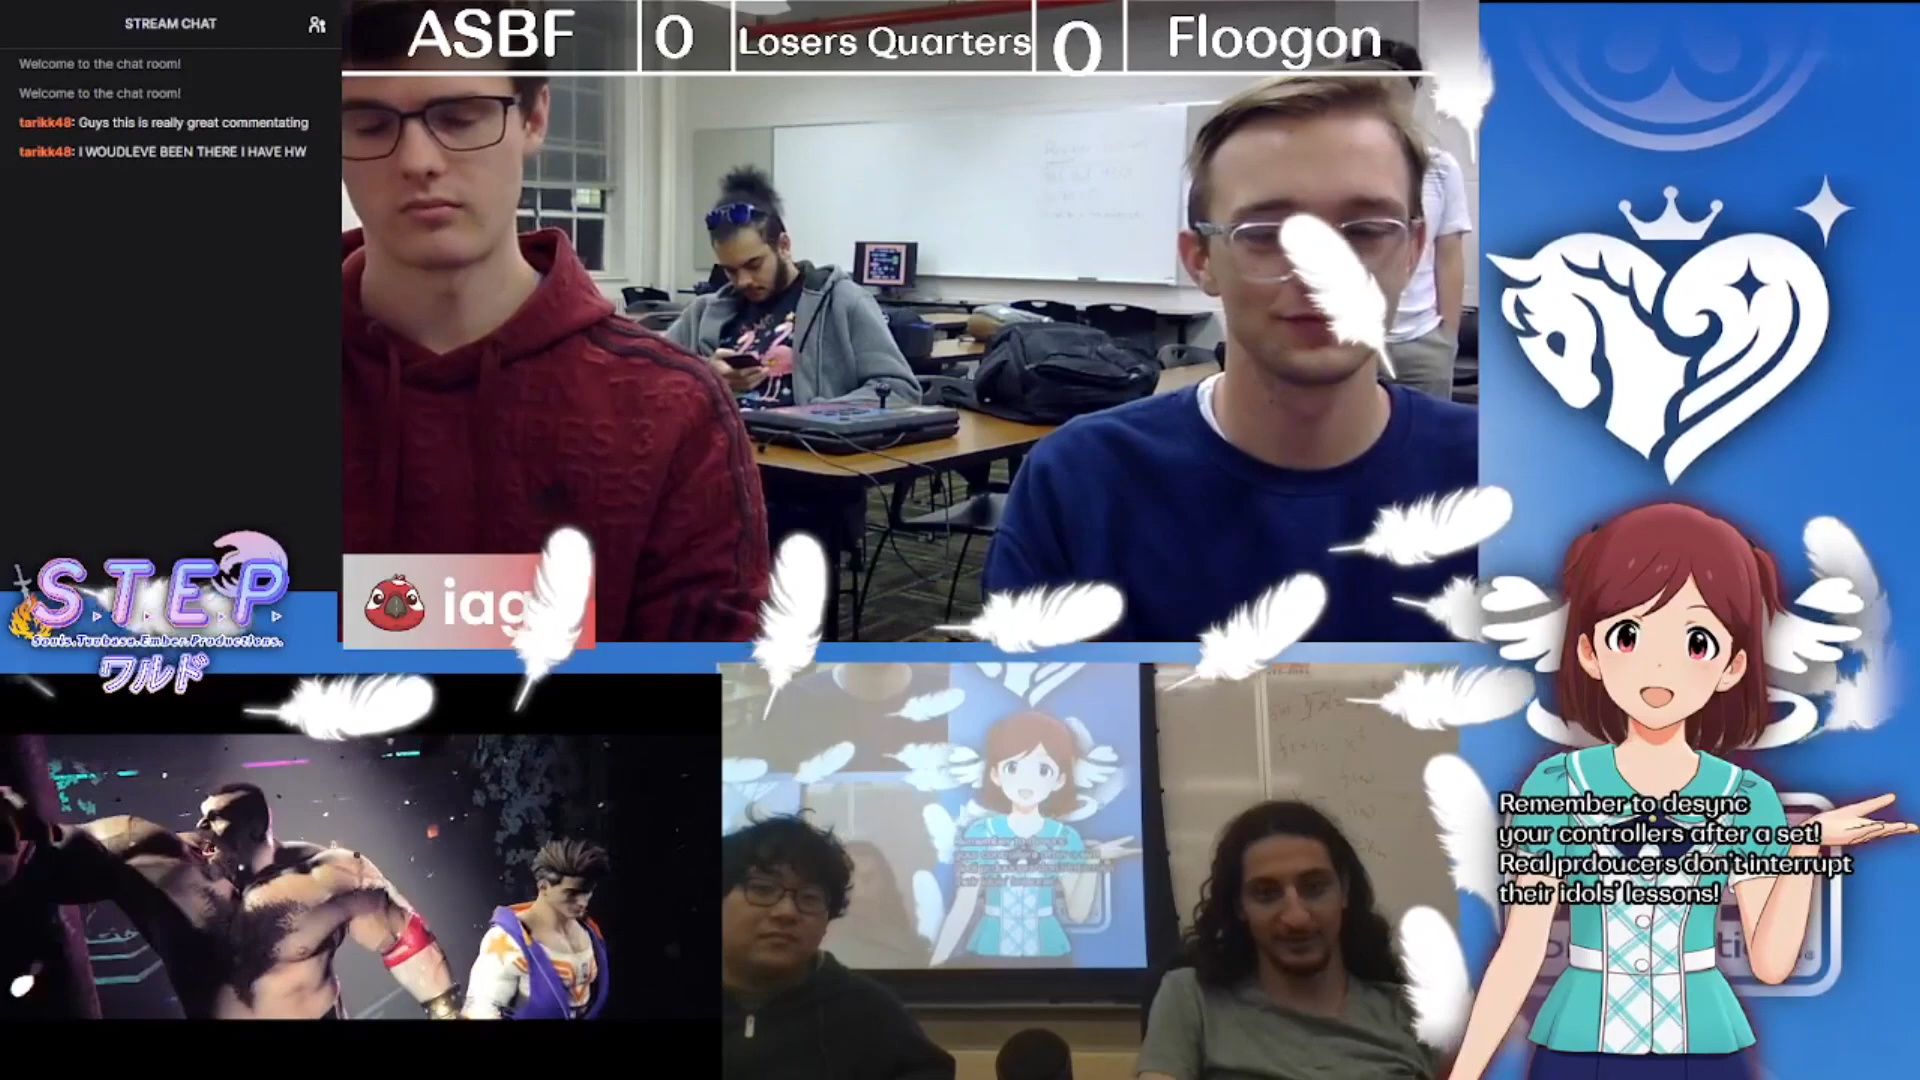 STREAM CHAT
Welcome to the chat room!
Welcome to the chat room!
tarikk48: Guys this is really great commentating
tarikk48: I WOUDLEVE BEEN THERE I HAVE HW
ASBF
0
Losers Quarters
0
Floogon
S.T.E.P
Souls.Tsubasa.Ember.Productions.
ワルド
iag
Remember to desync
your controllers after a set!
Real prdoucers don't interrupt
their idols' lessons!